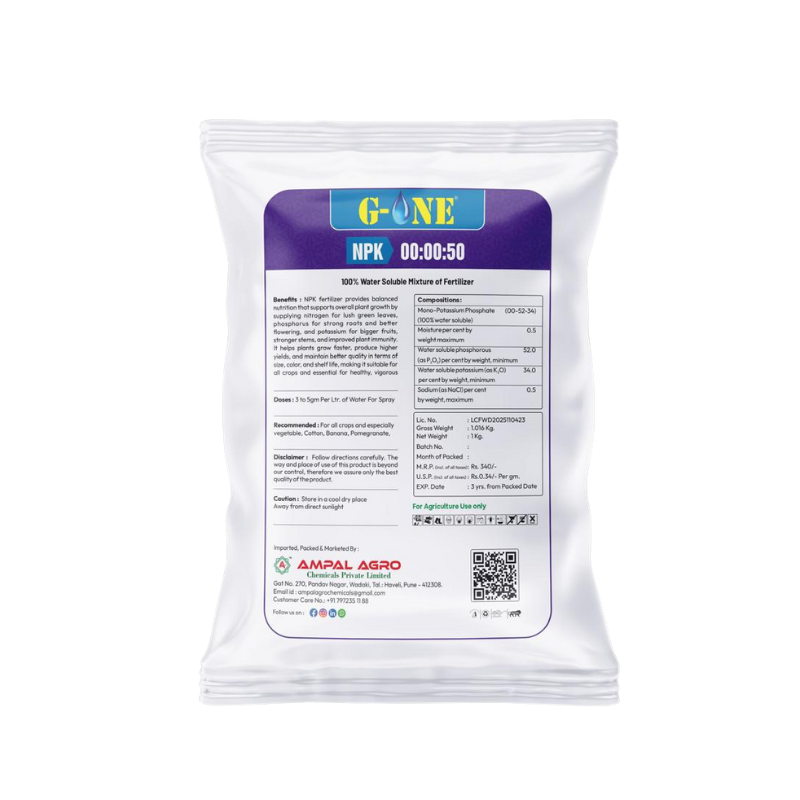 G-ONE
NPK 00:00:50
100% Water Soluble Mixture of Fertilizer
Benefits : NPK fertilizer provides balanced
nutrition that supports overall plant growth by
supplying nitrogen for lush green leaves,
phosphorus for strong roots and better
flowering, and potassium for bigger fruits,
stronger stems, and improved plant immunity.
It helps plants grow faster, produce higher
yields, and maintain better quality in terms of
size, color, and shelf life, making it suitable for
all crops and essential for healthy, vigorous
Doses : 3 to 5gm Per Ltr. of Water For Spray
Recommended : For all crops and especially
vegetable, Cotton, Banana, Pomegranate,
Disclaimer : Follow directions carefully. The
way and place of use of this product is beyond
our control, therefore we assure only the best
quality of the product.
Caution : Store in a cool dry place
Away from direct sunlight
Compositions:
Mono-Potassium Phosphate (00-52-34)
(100% water soluble)
Moisture per cent by 0.5
weight maximum
Water soluble phosphorous 52.0
(as P₂O₅) per cent by weight, minimum
Water soluble potassium (as K₂O) 34.0
per cent by weight, minimum
Sodium (as NaCl) per cent 0.5
by weight, maximum
Lic. No. : LCFWD2025110423
Gross Weight : 1.016 Kg.
Net Weight : 1 Kg.
Batch No. :
Month of Packed :
M.R.P. (incl. of all taxes) : Rs. 340/-
U.S.P. (incl. of all taxes) : Rs.0.34/- Per gm.
EXP. Date : 3 yrs. from Packed Date
For Agriculture Use only
Imported, Packed & Marketed By :
AMPAL AGRO
Chemicals Private Limited
Gat No. 270, Pandav Nagar, Wadaki, Tal.: Haveli, Pune - 412308.
Email id : ampalagrochemicals@gmail.com
Customer Care No.: +91 797235 11 88
Follow us on :